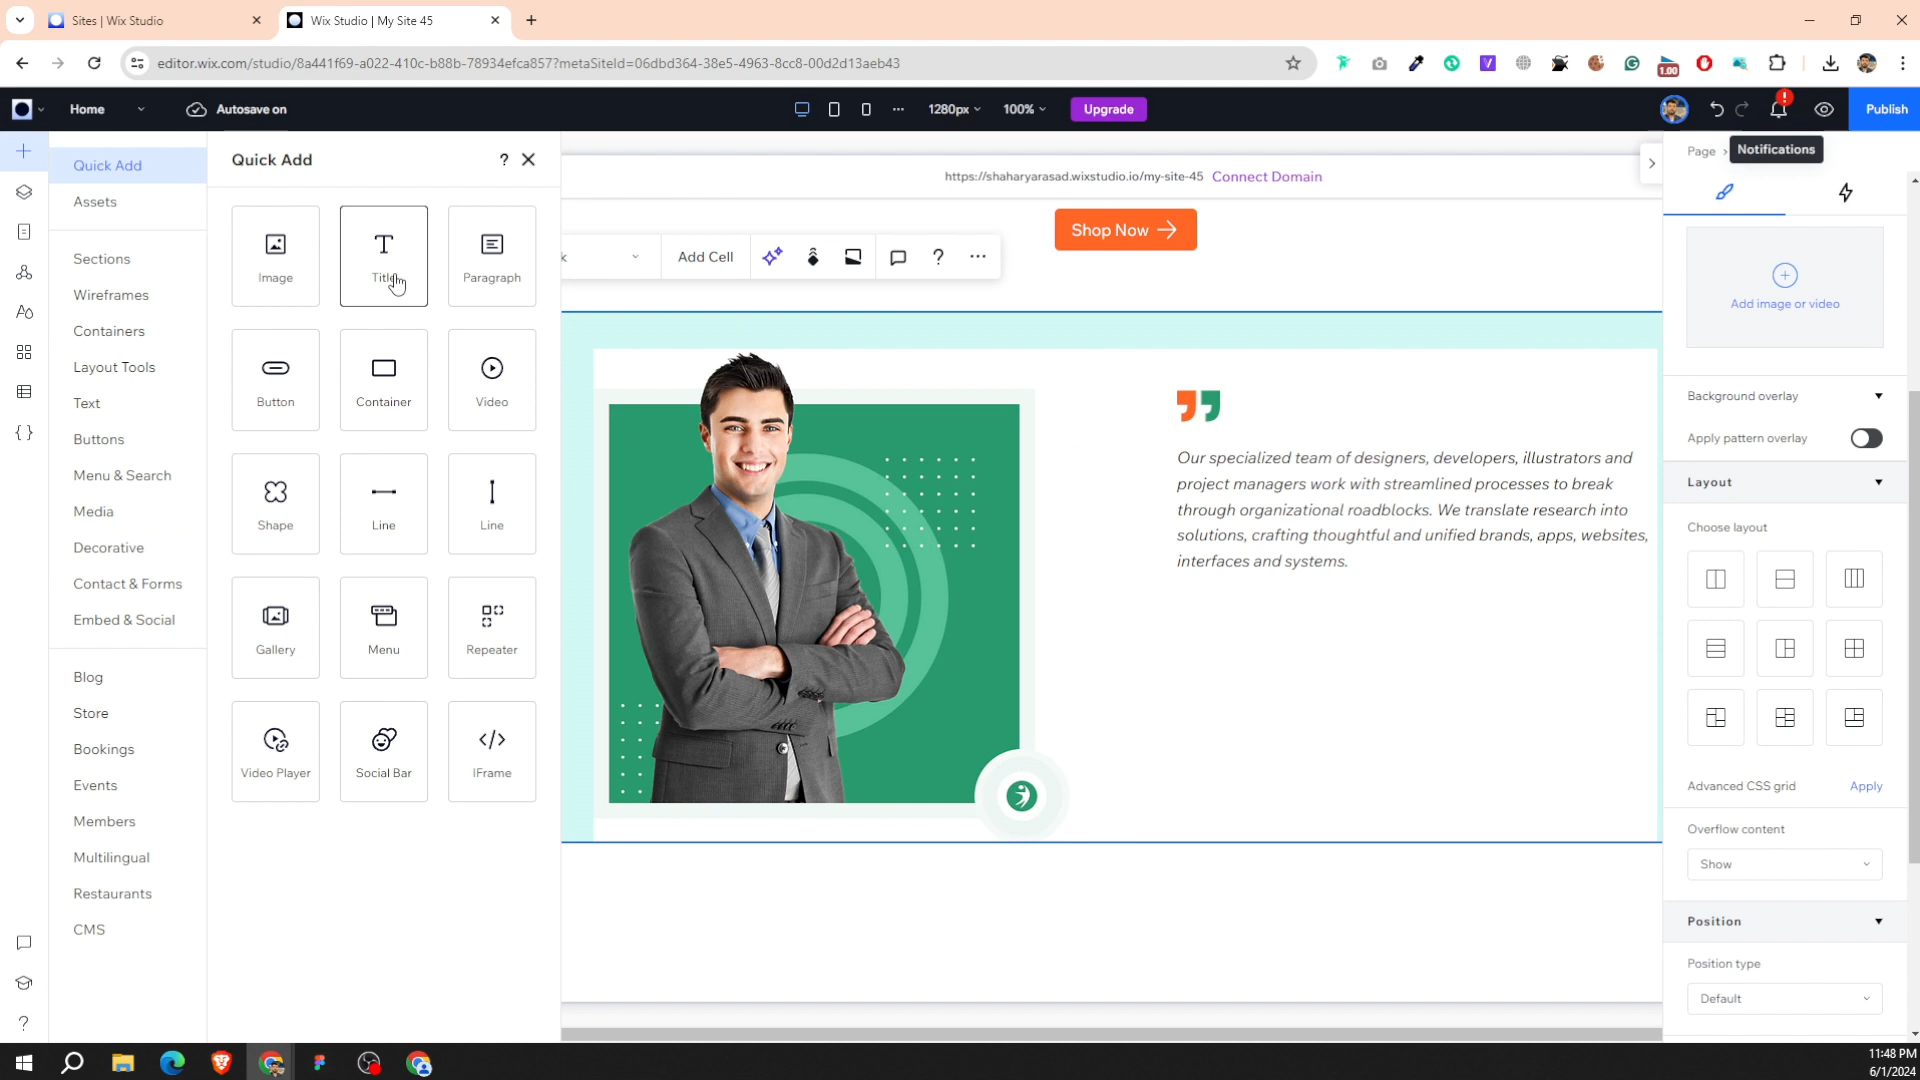 Sites | Wix Studio
Wix Studio | My Site 45
editor.wix.com/studio/8a441f69-a022-410c-b88b-78934efca857?metaSiteId=06dbd364-38e5-4963-8cc8-00d2d13aeb43
1.00
Home
Autosave on
1280px
100%
Upgrade
!
Publish
Quick Add
Assets
Sections
Wireframes
Containers
Layout Tools
Text
Buttons
Menu & Search
Media
Decorative
Contact & Forms
Embed & Social
Blog
Store
Bookings
Events
Members
Multilingual
Restaurants
CMS
Quick Add
?
Image
Title
Paragraph
Button
Container
Video
Shape
Line
Line
Gallery
Menu
Repeater
Video Player
Social Bar
IFrame
https://shaharyarasad.wixstudio.io/my-site-45 Connect Domain
Shop Now
k
Add Cell
?
Our specialized team of designers, developers, illustrators and
project managers work with streamlined processes to break
through organizational roadblocks. We translate research into
solutions, crafting thoughtful and unified brands, apps, websites,
interfaces and systems.
Page
Notifications
Add image or video
Background overlay
Apply pattern overlay
Layout
Choose layout
Advanced CSS grid
Apply
Overflow content
Show
Position
Position type
Default
?
11:48 PM
6/1/2024